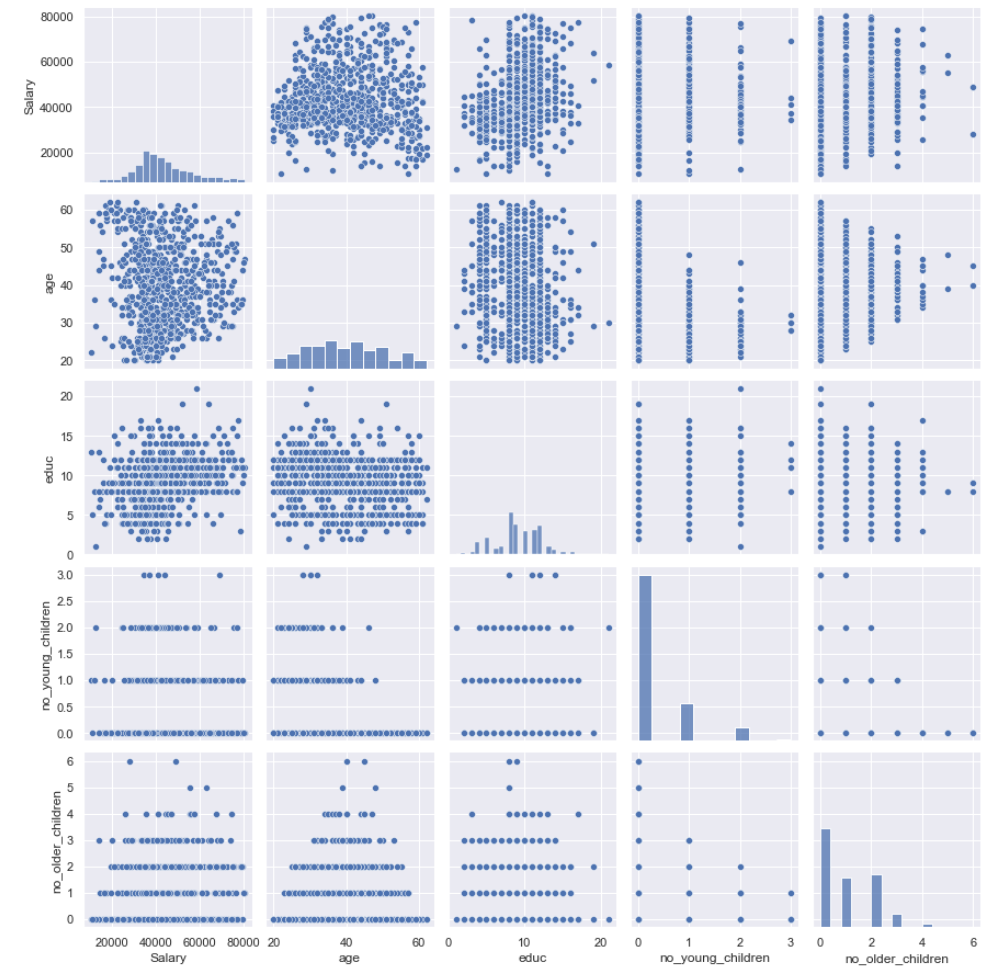 80000
60000
40000
20000
Salary
60
50
40
30
20
age
20
15
10
5
0
educ
3.0
2.5
2.0
1.5
1.0
0.5
0.0
no_young_children
6
5
4
3
2
1
0
no_older_children
20000 40000 60000 80000
20 40 60
0 10 20
0 1 2 3
0 2 4 6
Salary age educ no_young_children no_older_children